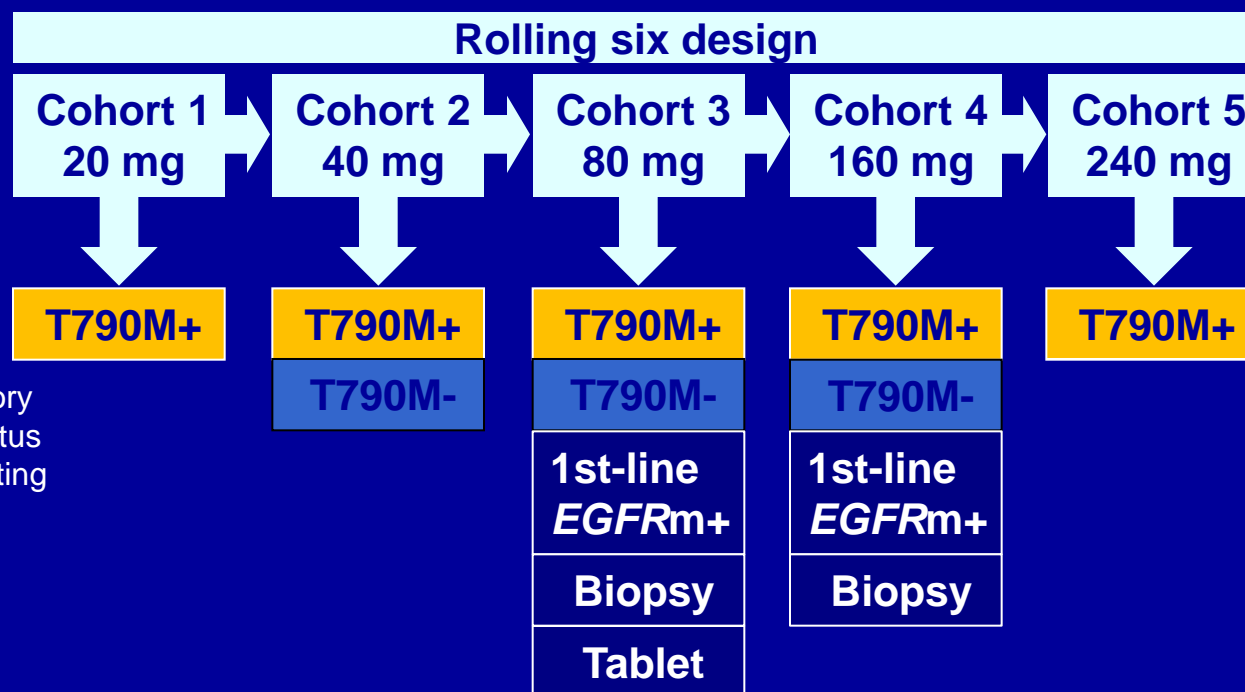 Rolling six design
Cohort 1
20 mg
Cohort 2
40 mg
Cohort 3
80 mg
Cohort 4
160 mg
Cohort 5
240 mg
T790M+
T790M+
T790M+
T790M+
T790M+
T790M-
T790M-
T790M-
1st-line
EGFRm+
1st-line
EGFRm+
Biopsy
Biopsy
Tablet